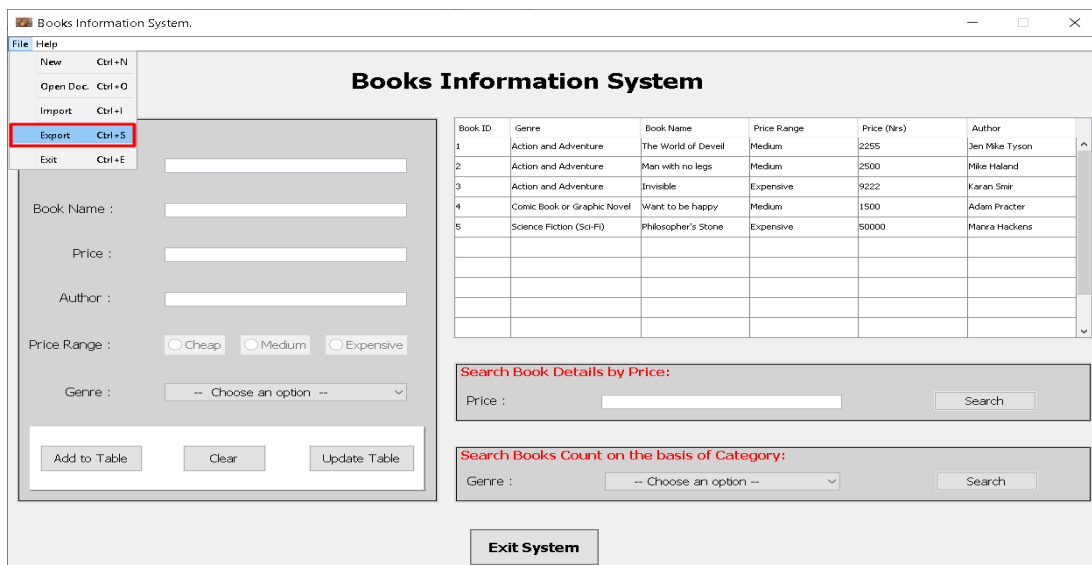 Books Information System.
File Help
New Ctrl+N
Open Doc. Ctrl+O
Import Ctrl+I
Export Ctrl+S
Exit Ctrl+E
Books Information System
Book Name :
Price :
Author :
Price Range : Cheap Medium Expensive
Genre : -- Choose an option --
Add to Table Clear Update Table
Book ID Genre Book Name Price Range Price (Nrs) Author
1 Action and Adventure The World of Deveil Medium 2255 Jen Mike Tyson
2 Action and Adventure Man with no legs Medium 2500 Mike Haland
3 Action and Adventure Invisible Expensive 9222 Karan Smir
4 Comic Book or Graphic Novel Want to be happy Medium 1500 Adam Practer
5 Science Fiction (Sci-Fi) Philosopher's Stone Expensive 50000 Manra Hackens
Search Book Details by Price:
Price : Search
Search Books Count on the basis of Category:
Genre : -- Choose an option -- Search
Exit System